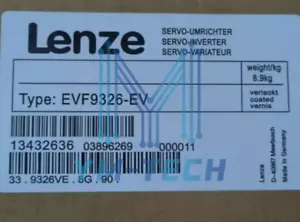 Lenze
SERVO-UMRICHTER
SERVO-INVERTER
SERVO-VARIATEUR
weight/kg
8.9kg
Type: EVF9326-EV
verlackt
coated
vernis
13432636 03896269 000011
YM-TECH
33.9326VE.8G.90.
Lenze
D-40667 Meerbusch
Made in Germany